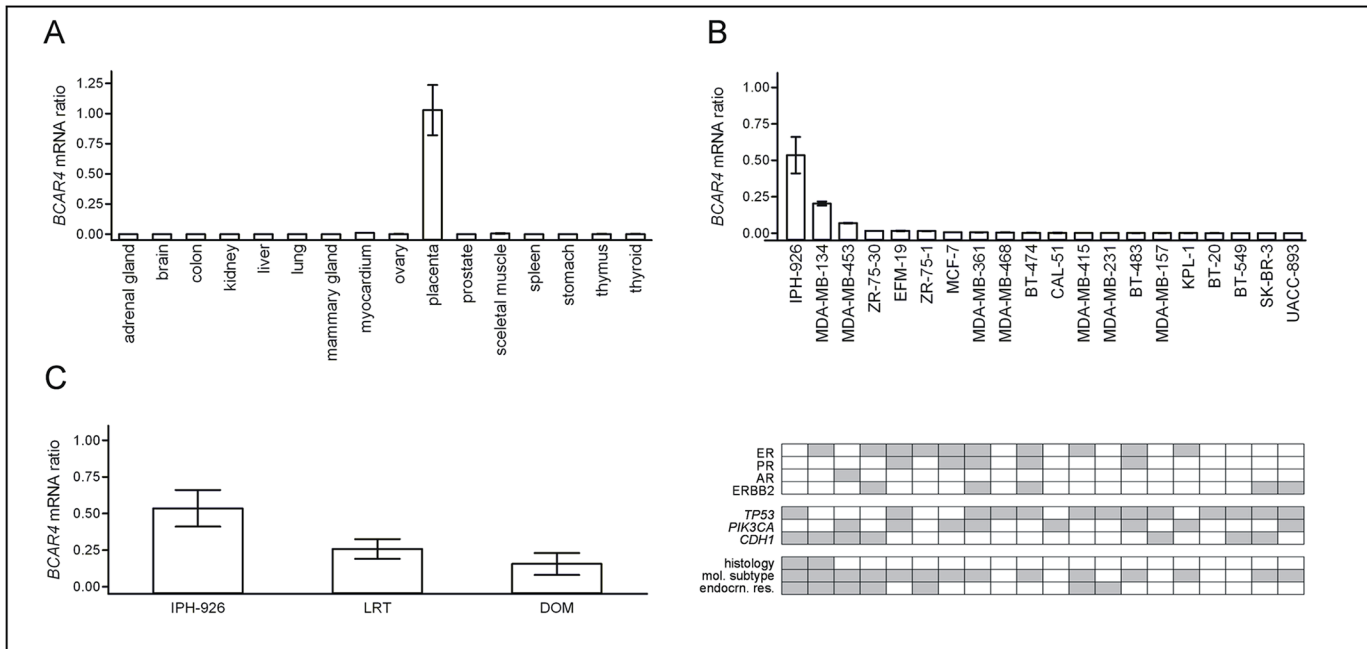 A
BCAR4 mRNA ratio
1.25
1.00
0.75
0.50
0.25
0.00
adrenal gland
brain
colon
kidney
liver
lung
mammary gland
myocardium
ovary
placenta
prostate
sceletal muscle
spleen
stomach
thymus
thyroid
B
BCAR4 mRNA ratio
1.00
0.75
0.50
0.25
0.00
IPH-926
MDA-MB-134
MDA-MB-453
ZR-75-30
EFM-19
ZR-75-1
MCF-7
MDA-MB-361
MDA-MB-468
BT-474
CAL-51
MDA-MB-415
MDA-MB-231
BT-483
MDA-MB-157
KPL-1
BT-20
BT-549
SK-BR-3
UACC-893
C
BCAR4 mRNA ratio
1.00
0.75
0.50
0.25
0.00
IPH-926
LRT
DOM
ER
PR
AR
ERBB2
TP53
PIK3CA
CDH1
histology
mol. subtype
endocrn. res.